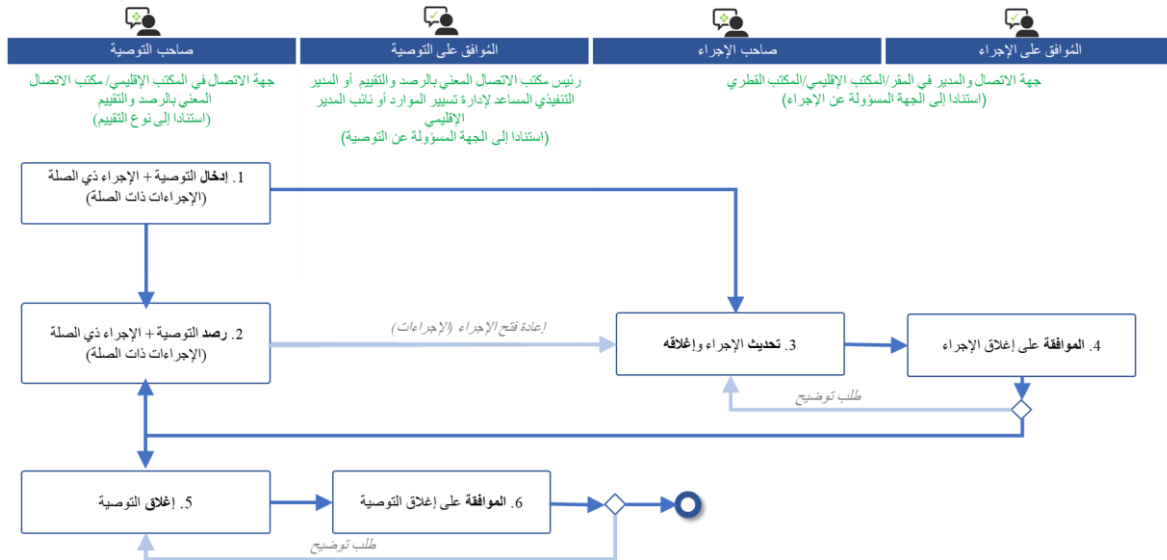 صاحب التوصية
المُوافق على التوصية
صاحب الإجراء
المُوافق على الإجراء
جهة الاتصال في المكتب الإقليمي/ مكتب الاتصال
المعني بالرصد والتقييم
(استنادا إلى نوع التقييم)
رئيس مكتب الاتصال المعني بالرصد والتقييم أو المدير
التنفيذي المساعد لإدارة تسيير الموارد أو نائب المدير
الإقليمي
(استنادا إلى الجهة المسؤولة عن التوصية)
جهة الاتصال والمدير في المقر/المكتب الإقليمي/المكتب القطري
(استنادا إلى الجهة المسؤولة عن الإجراء)
1. إدخال التوصية + الإجراء ذي الصلة
(الإجراءات ذات الصلة)
2. رصد التوصية + الإجراء ذي الصلة
(الإجراءات ذات الصلة)
إعادة فتح الإجراء (الإجراءات)
3. تحديث الإجراء وإغلاقه
4. الموافقة على إغلاق الإجراء
طلب توضيح
5. إغلاق التوصية
6. الموافقة على إغلاق التوصية
طلب توضيح